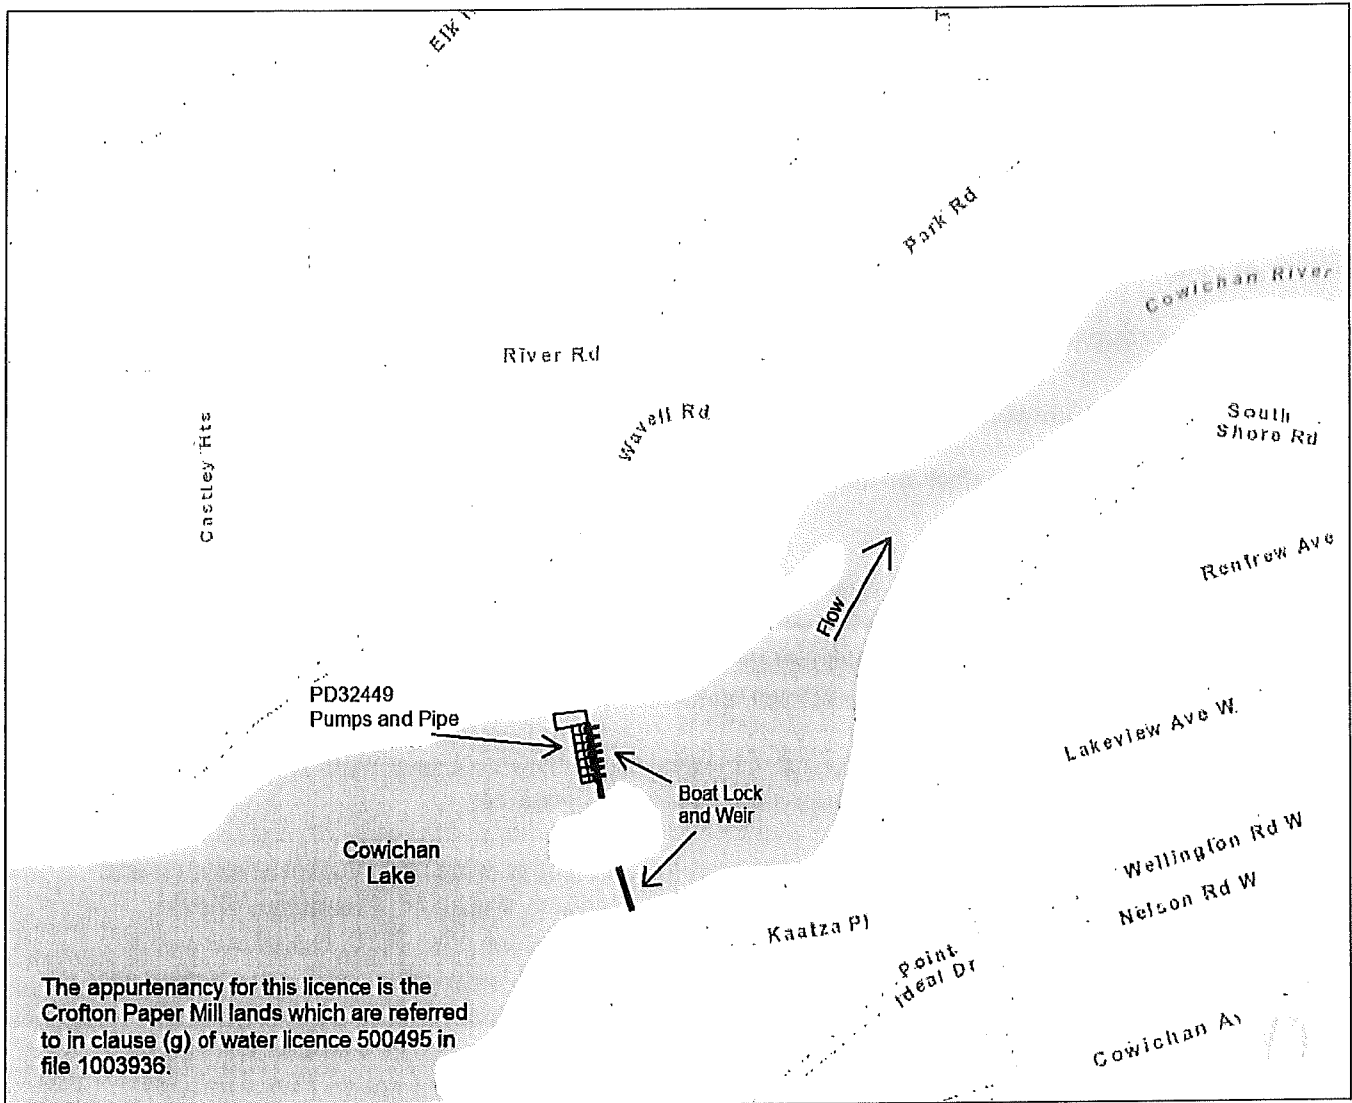 Elk
Park Rd
Cowichan River
River Rd
Wavell Rd
South
Shore Rd
Castley Hts
Renfrew Ave
Flow
PD32449
Pumps and Pipe
Lakeview Ave W.
Boat Lock
and Weir
Cowichan
Lake
Wellington Rd W
Nelson Rd W
Kaatza Pl
Point
Ideal Dr
The appurtenancy for this licence is the
Crofton Paper Mill lands which are referred
to in clause (g) of water licence 500495 in
file 1003936.
Cowichan Av